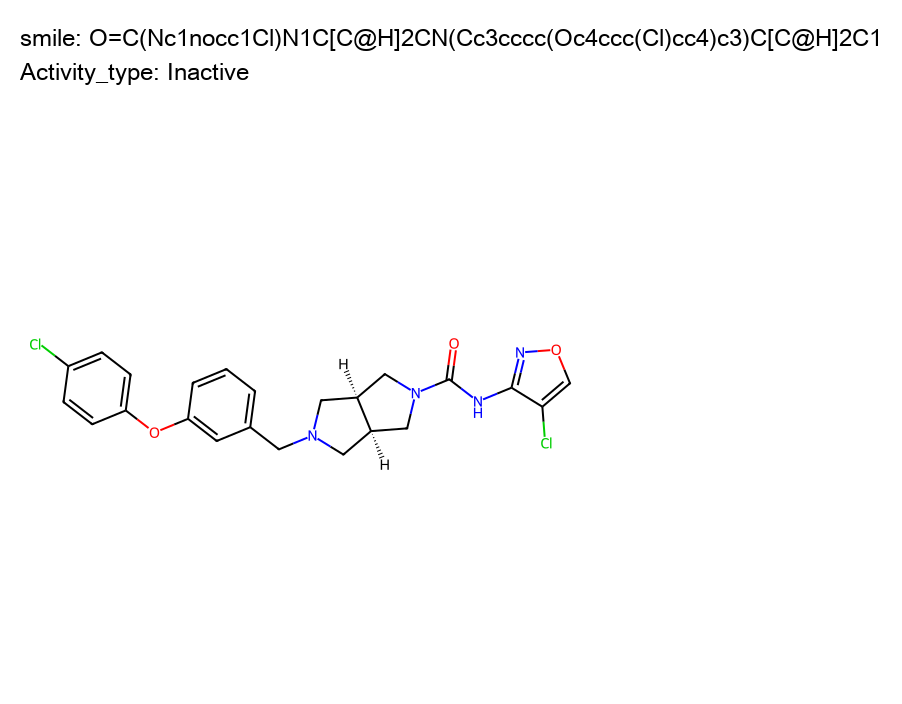 smile: O=C(Nc1nocc1Cl)N1C[C@H]2CN(Cc3cccc(Oc4ccc(Cl)cc4)c3)C[C@H]2C1
Activity_type: Inactive
Cl
O
N
H
H
N
O
N
H
N
O
Cl